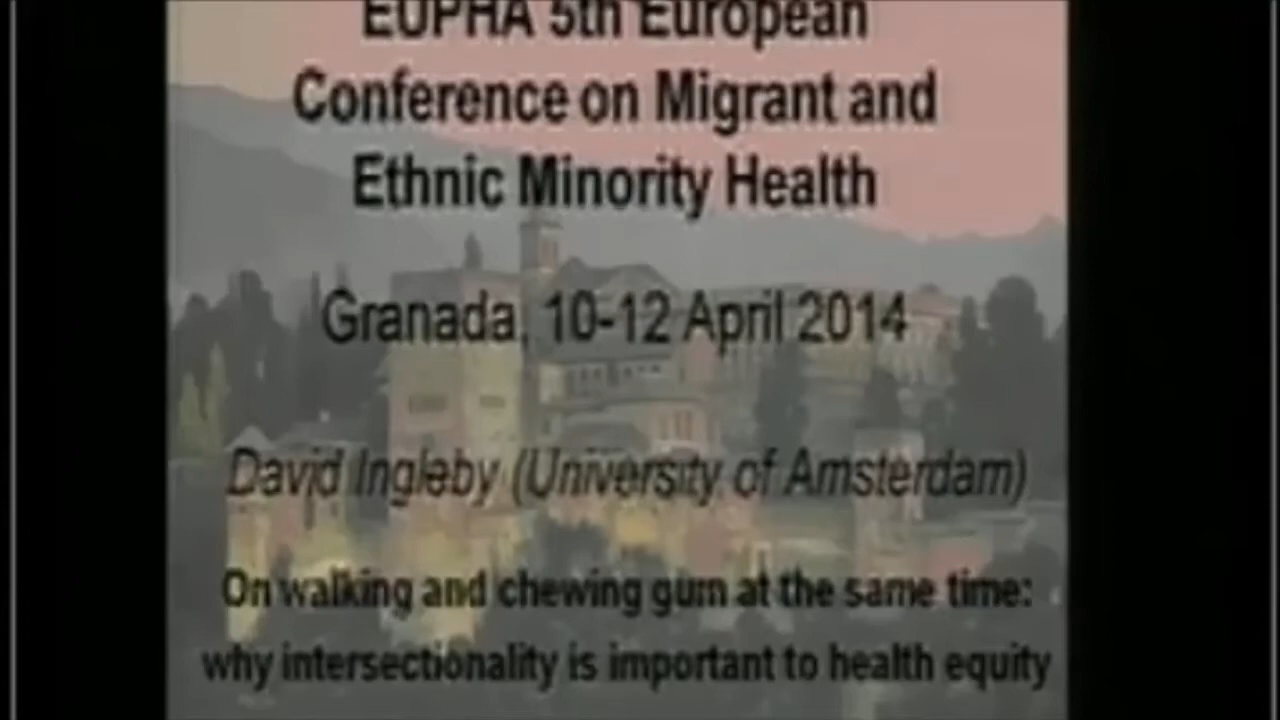 EUPHA 5th European
Conference on Migrant and
Ethnic Minority Health
Granada, 10-12 April 2014
David Ingleby (University of Amsterdam)
On walking and chewing gum at the same time:
why intersectionality is important to health equity